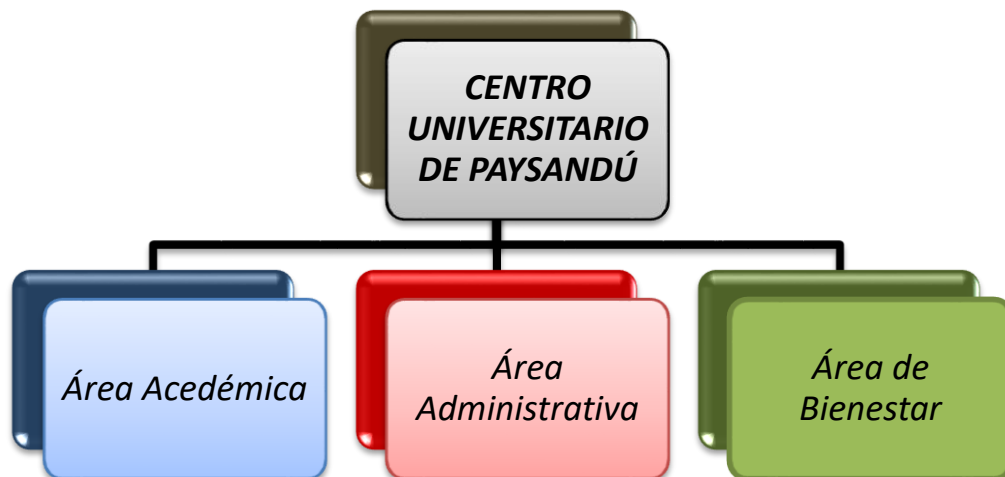 CENTRO
UNIVERSITARIO
DE PAYSANDÚ
Área Acedémica
Área
Administrativa
Área de
Bienestar